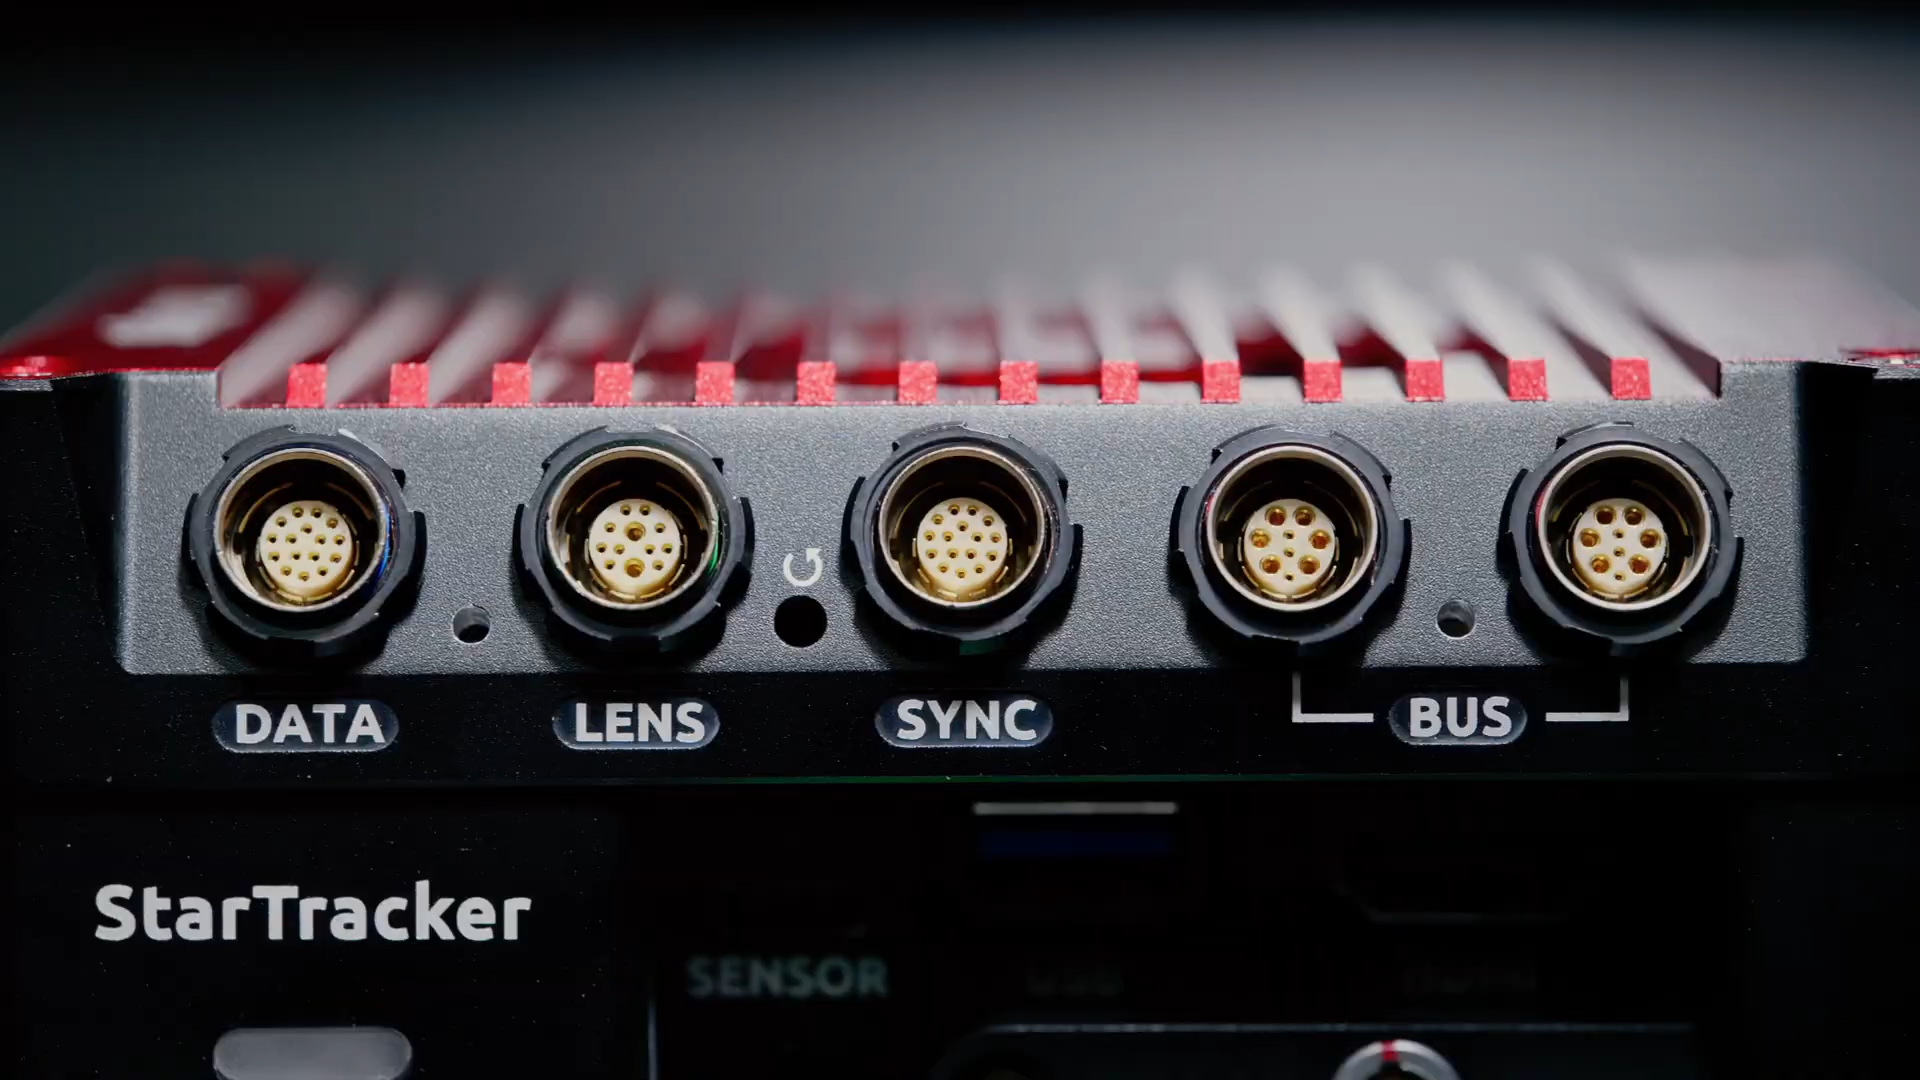 DATA
LENS
SYNC
BUS
StarTracker
SENSOR